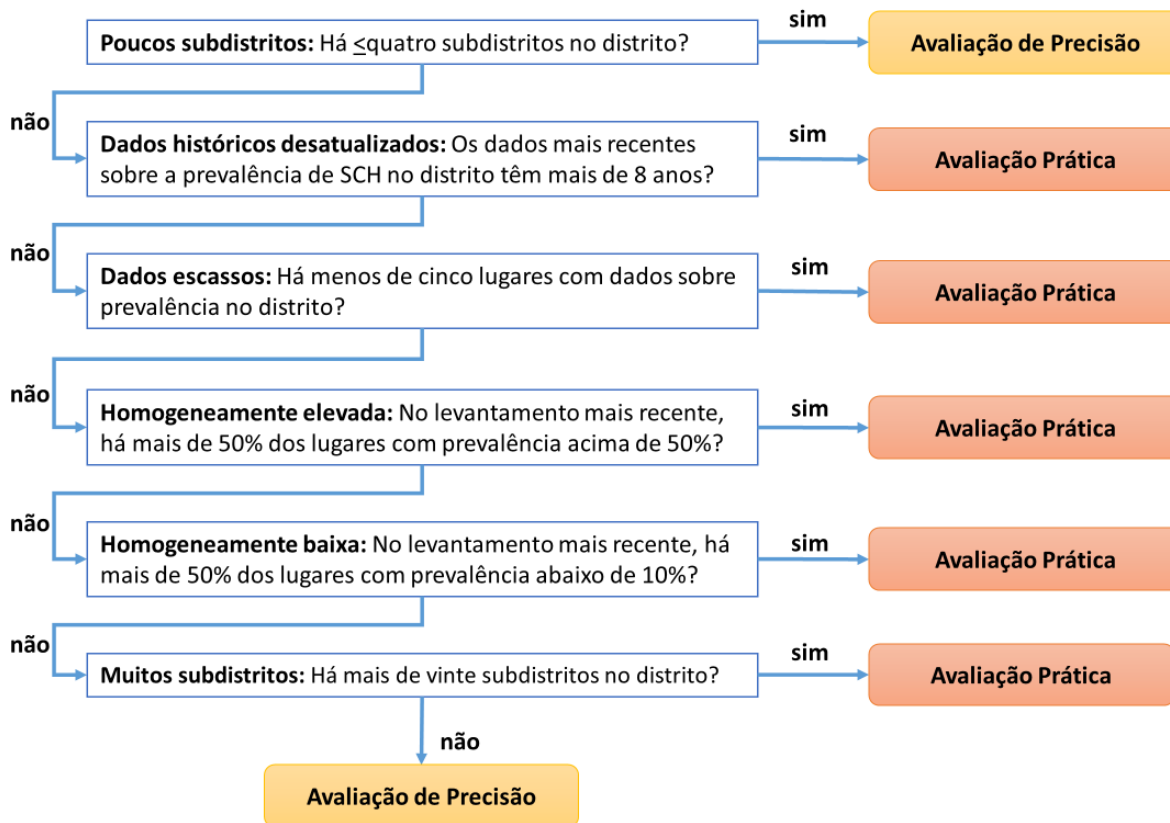 Poucos subdistritos: Há <quatro subdistritos no distrito?
sim
Avaliação de Precisão
não
Dados históricos desatualizados: Os dados mais recentes
sobre a prevalência de SCH no distrito têm mais de 8 anos?
sim
Avaliação Prática
não
Dados escassos: Há menos de cinco lugares com dados sobre
prevalência no distrito?
sim
Avaliação Prática
não
Homogeneamente elevada: No levantamento mais recente,
há mais de 50% dos lugares com prevalência acima de 50%?
sim
Avaliação Prática
não
Homogeneamente baixa: No levantamento mais recente, há
mais de 50% dos lugares com prevalência abaixo de 10%?
sim
Avaliação Prática
não
Muitos subdistritos: Há mais de vinte subdistritos no distrito?
sim
Avaliação Prática
não
Avaliação de Precisão